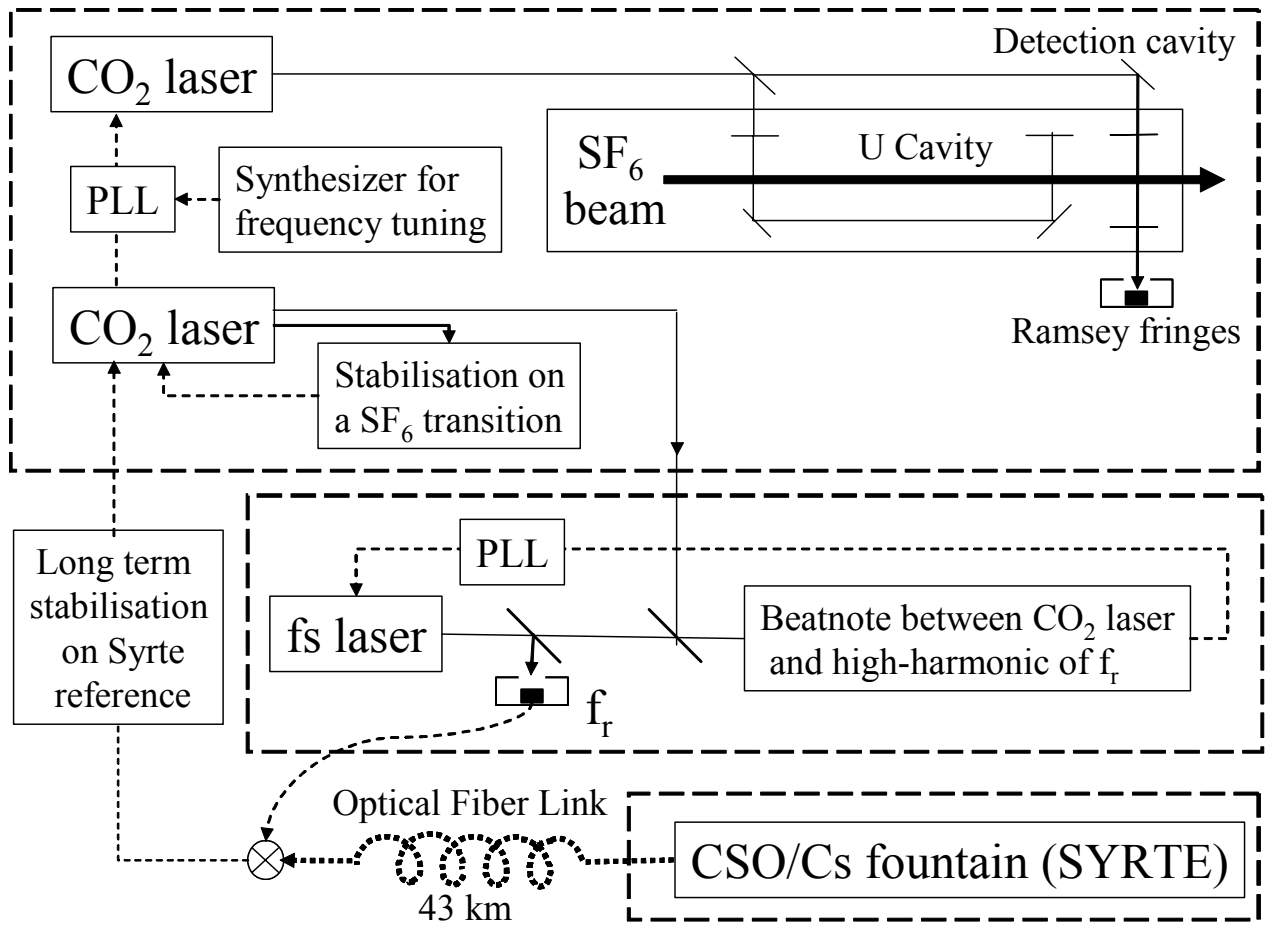 Detection cavity
CO₂ laser
PLL
Synthesizer for
frequency tuning
SF₆
beam
U Cavity
CO₂ laser
Ramsey fringes
Stabilisation on
a SF₆ transition
Long term
stabilisation
on Syrte
reference
PLL
fs laser
Beatnote between CO₂ laser
and high-harmonic of fᵣ
fᵣ
Optical Fiber Link
43 km
CSO/Cs fountain (SYRTE)